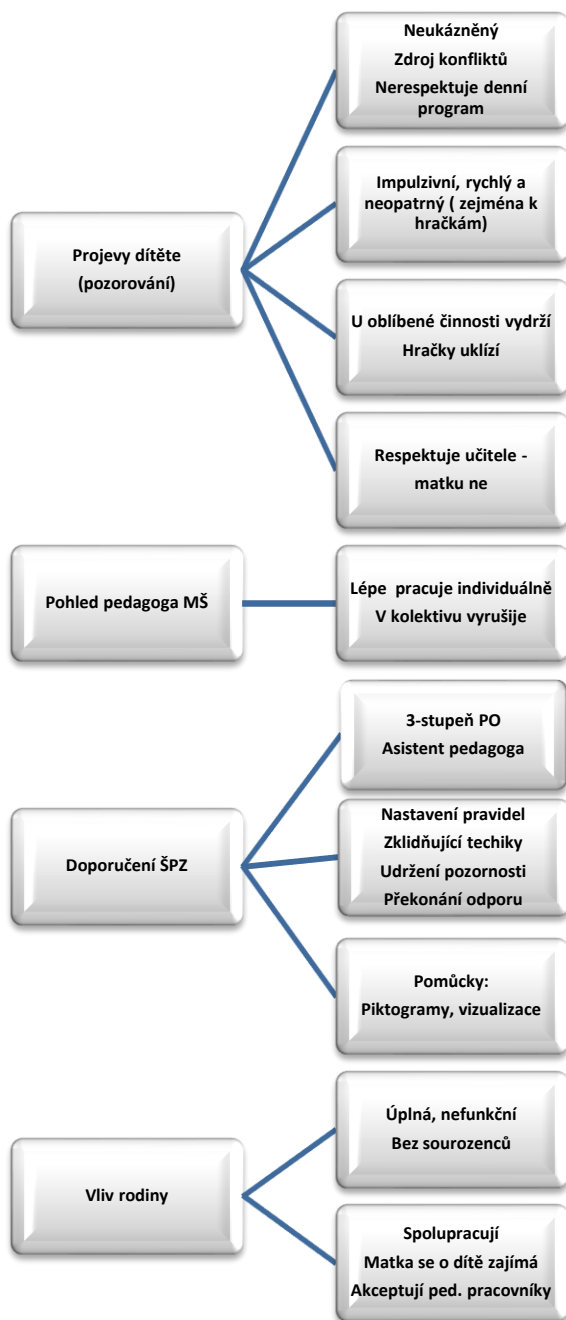 Projevy dítěte
(pozorování)
Neukázněný
Zdroj konfliktů
Nerespektuje denní
program
Impulzivní, rychlý a
neopatrný ( zejména k
hračkám)
U oblíbené činnosti vydrží
Hračky uklízí
Respektuje učitele -
matku ne
Pohled pedagoga MŠ
Lépe pracuje individuálně
V kolektivu vyrušije
Doporučení ŠPZ
3-stupeň PO
Asistent pedagoga
Nastavení pravidel
Zklidňující techiky
Udržení pozornosti
Překonání odporu
Pomůcky:
Piktogramy, vizualizace
Vliv rodiny
Úplná, nefunkční
Bez sourozenců
Spolupracují
Matka se o dítě zajímá
Akceptují ped. pracovníky